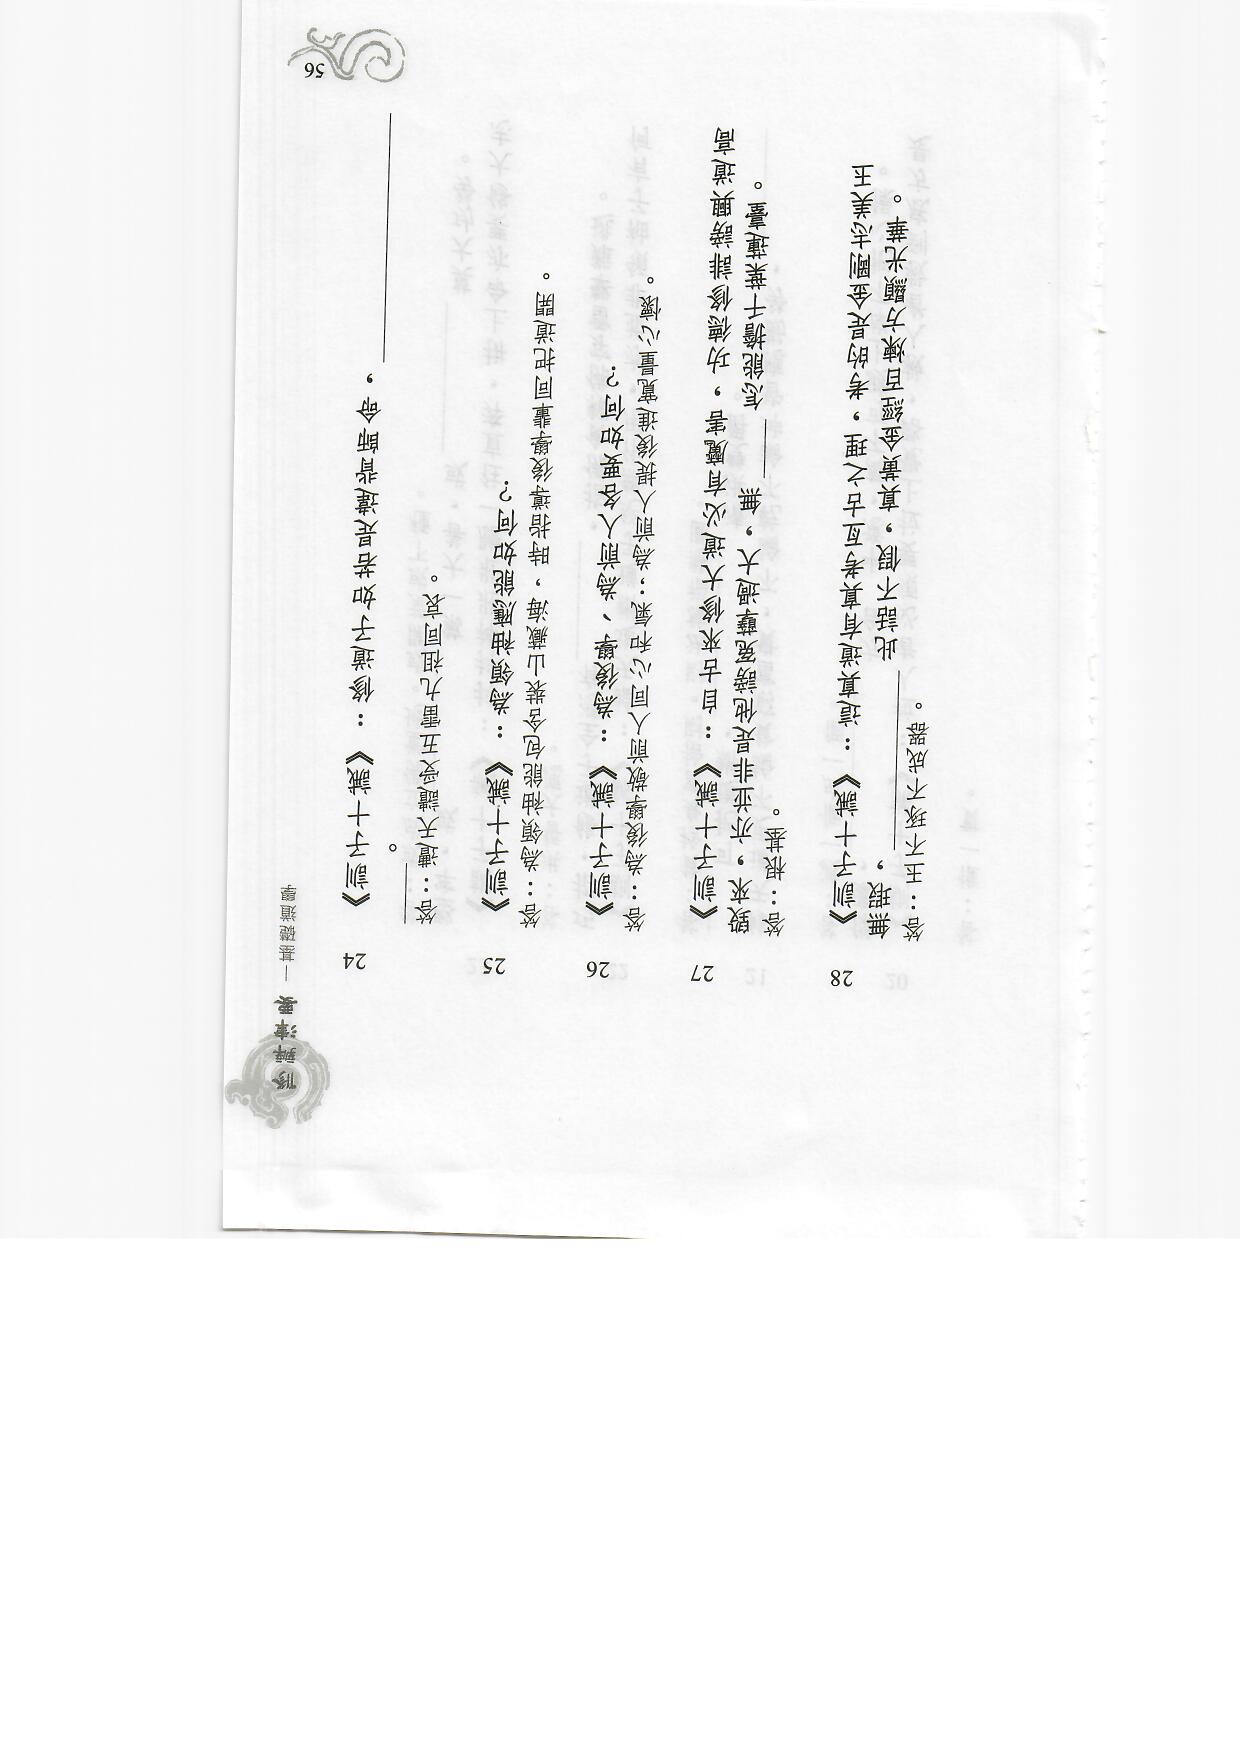 修辦津要
—基礎道學
24 《訓子十誡》：修道子如若是違背師命，＿＿＿＿＿＿
＿＿。
答：遭天譴受五雷九祖同哀。
25 《訓子十誡》：為領袖應能如何？
答：為領袖能包含裝山藏海，時指導後學輩同把道開。
26 《訓子十誡》：為後學、為前人各要如何？
答：為後學敬前人同心和氣；為前人提後進寬量心懷。
27 《訓子十誡》：自古來修大道必有魔害，功德修誹謗興道高
毀來，亦並非是他謗冤孽過大，無＿＿怎能擔千葉蓮臺。
答：根基。
28 《訓子十誡》：這真道有真考亙古之理，考的是金剛志美玉
無瑕，＿＿＿＿＿＿此話不假，真黃金經百煉方顯光華。
答：玉不琢不成器。
56